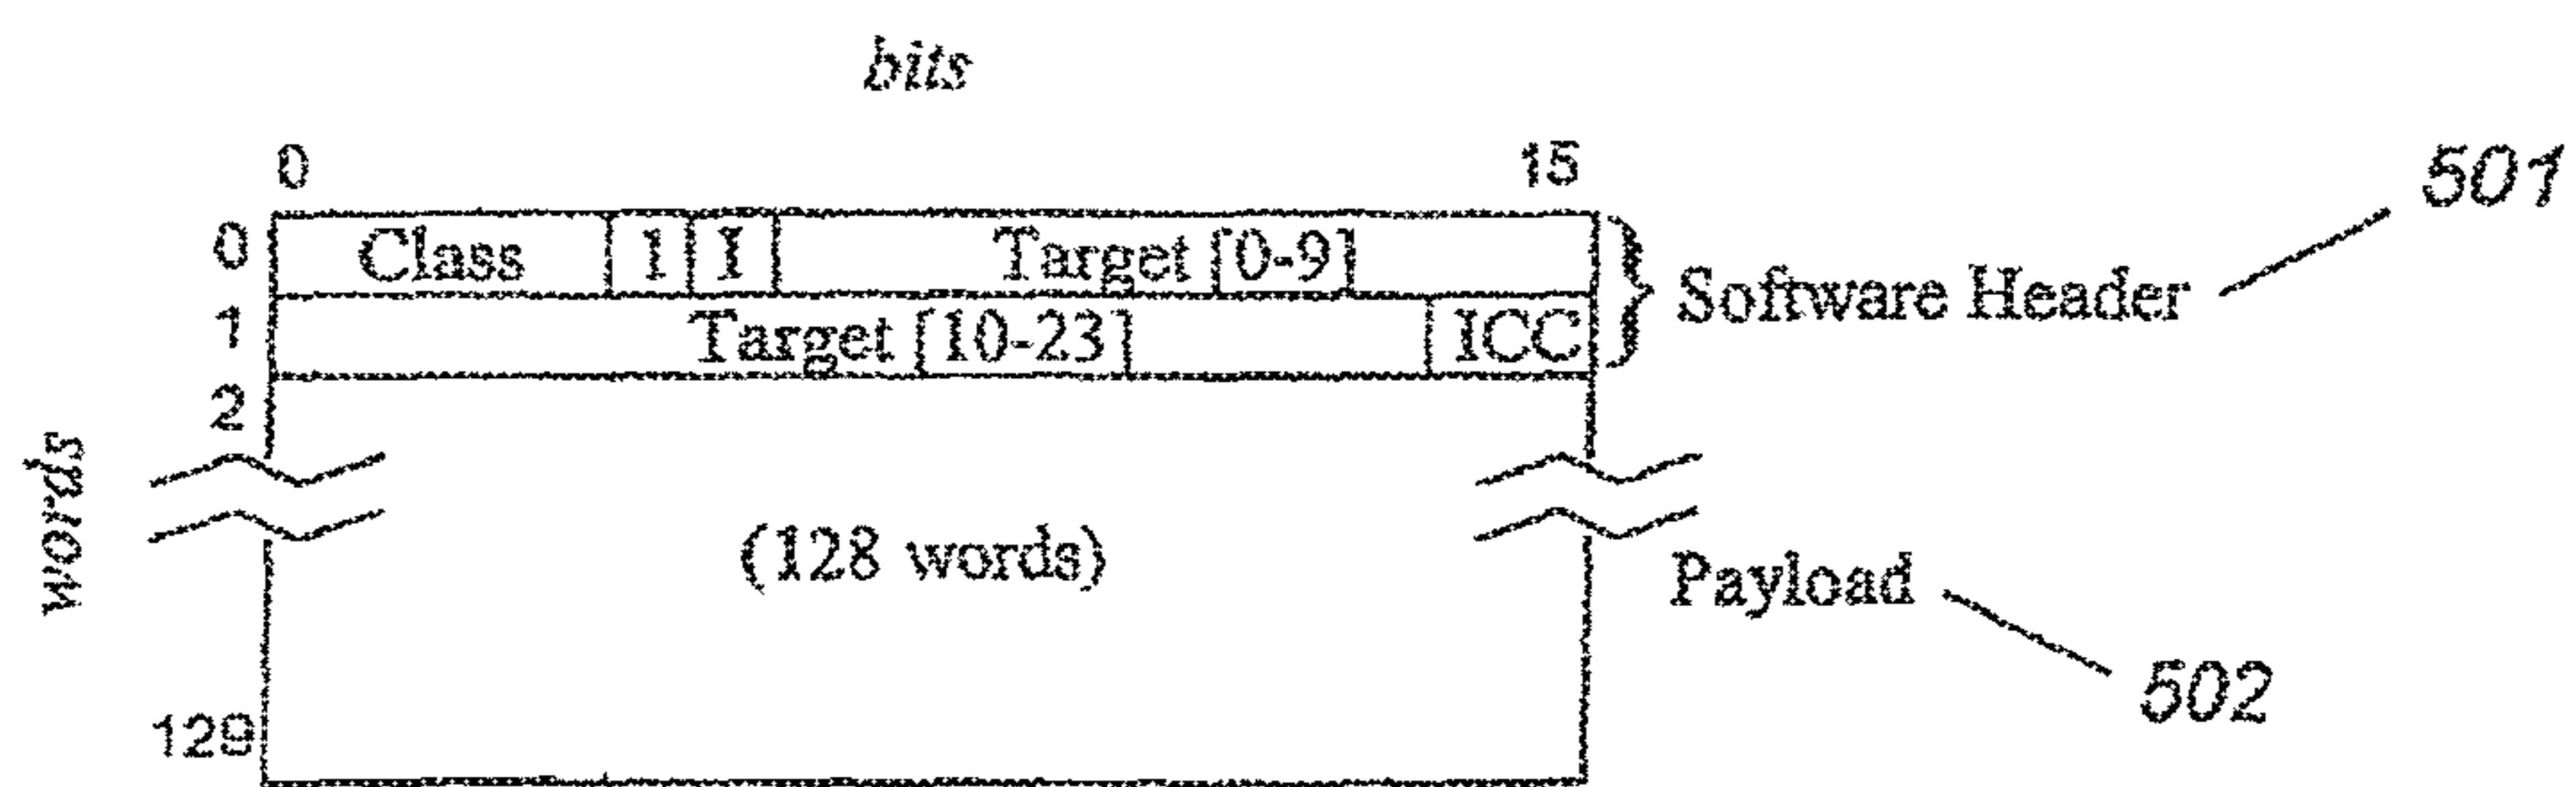 bits
0 15
501
0 Class 1 I Target [0-9]
Software Header
1 Target [10-23] ICC
2
words
(128 words)
Payload
502
129